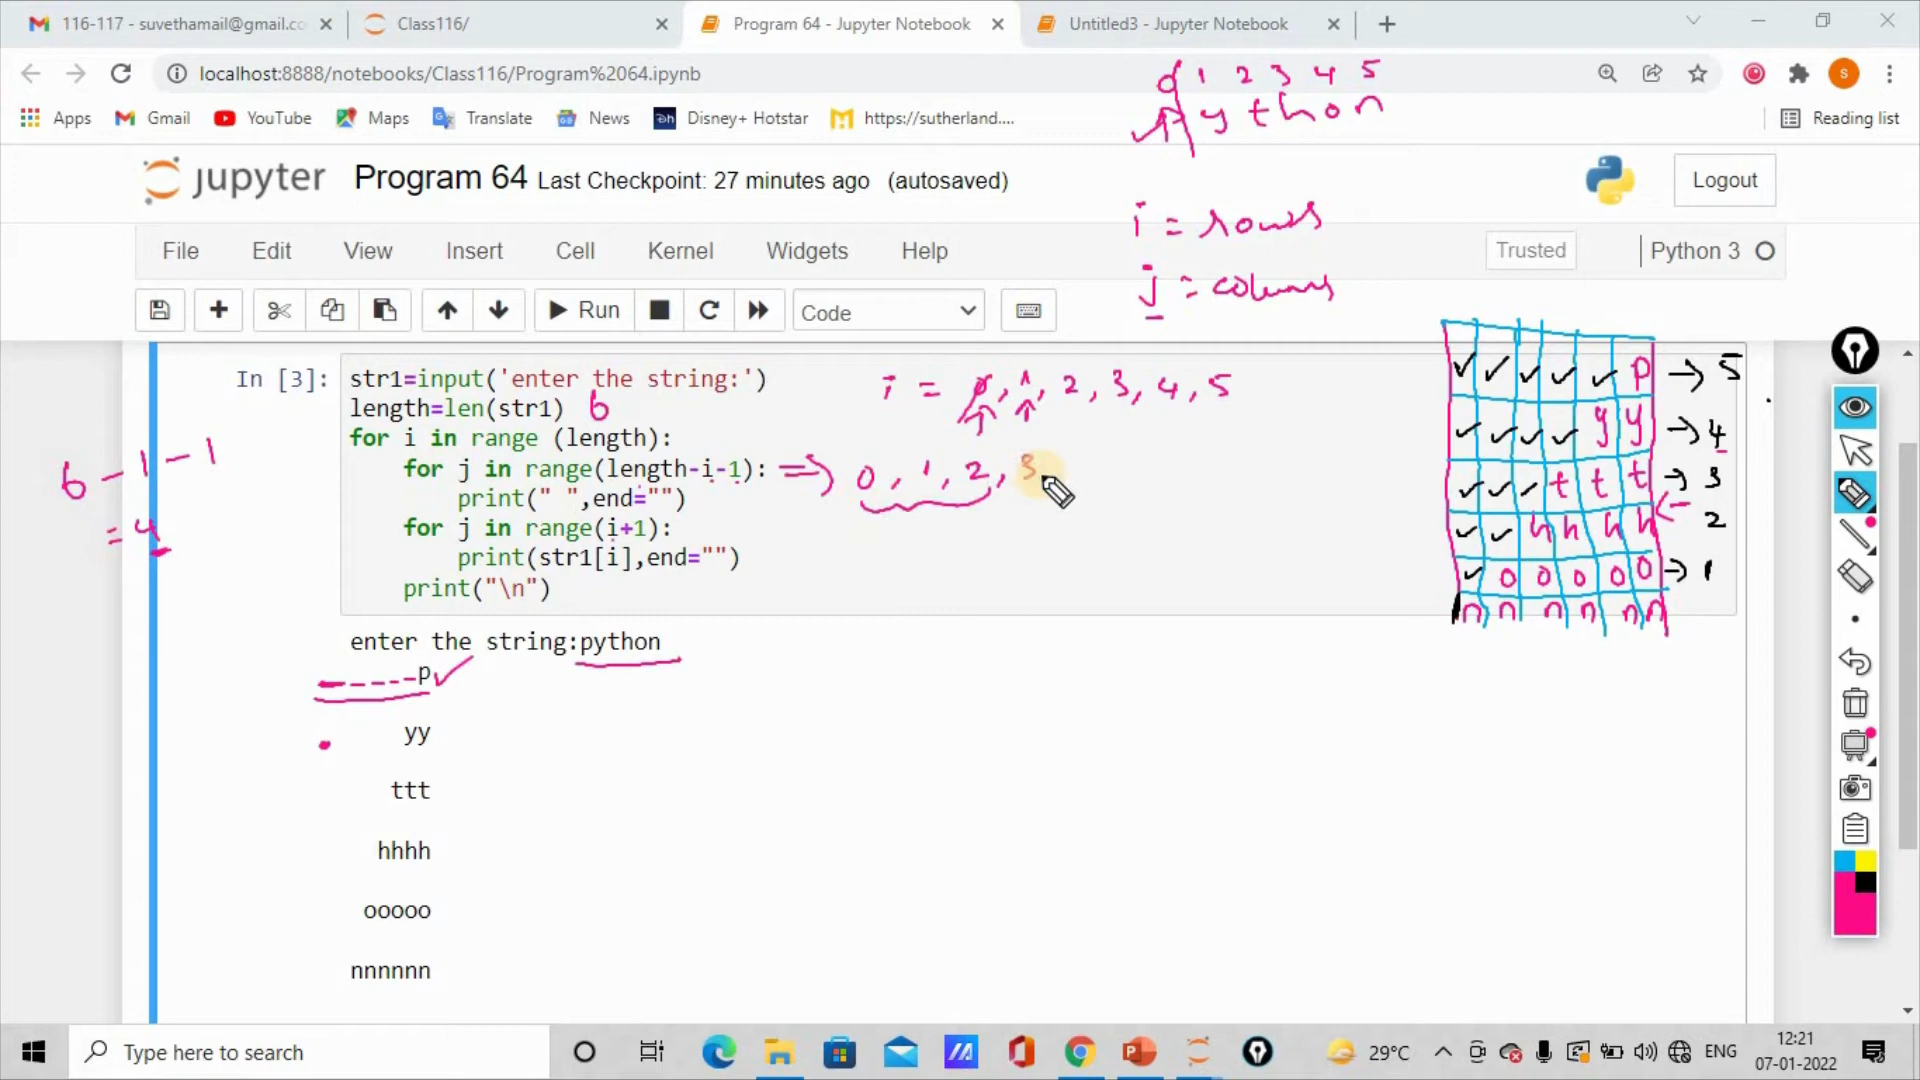 116-117 - suvethamail@gmail.co
Class116/
Program 64 - Jupyter Notebook
Untitled3 - Jupyter Notebook
localhost:8888/notebooks/Class116/Program%2064.ipynb
S
0 1 2 3 4 5
Apps
Gmail
YouTube
Maps
Translate
News
Disney+ Hotstar
https://sutherland....
Reading list
p y t h o n
jupyter
Program 64 Last Checkpoint: 27 minutes ago (autosaved)
Logout
i = rows
File Edit View Insert Cell Kernel Widgets Help
Trusted
Python 3
j = columns
Run
Code
In [3]:
str1=input('enter the string:')
length=len(str1) 6
for i in range (length):
for j in range(length-i-1):
print(" ",end="")
for j in range(i+1):
print(str1[i],end="")
print("\n")
i = 0, 1, 2, 3, 4, 5
=> 0, 1, 2, 3
6 - 1 - 1
= 4
p → 5
y y → 4
t t t → 3
h h h h 2
o o o o o → 1
n n n n n n
enter the string:python
p
yy
ttt
hhhh
ooooo
nnnnnn
Type here to search
29°C
ENG
12:21
07-01-2022